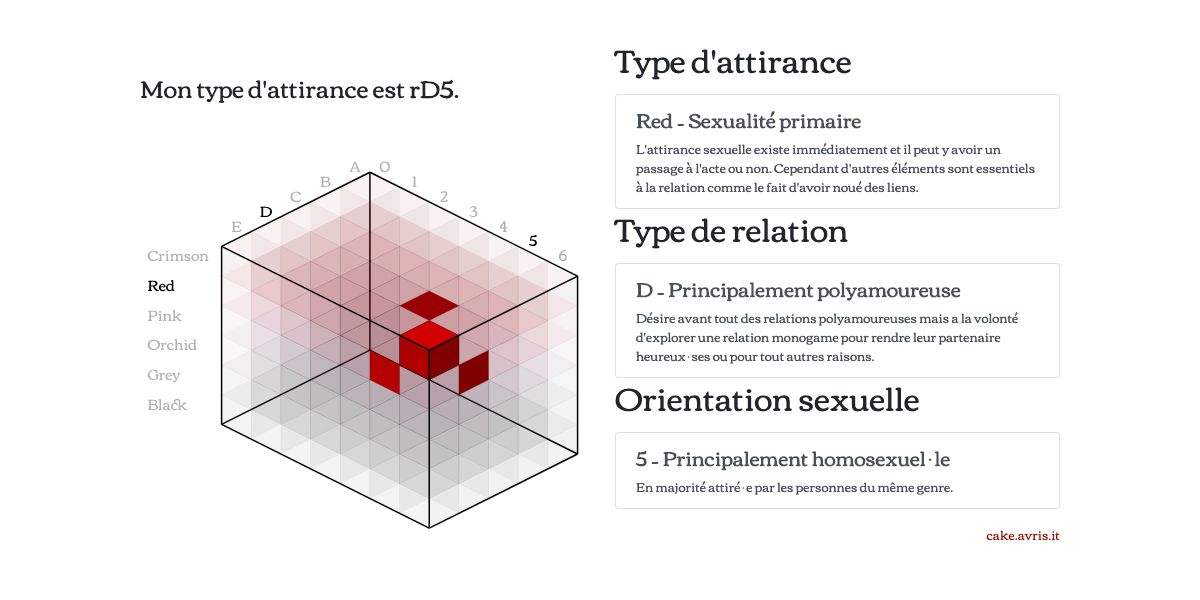 Mon type d'attirance est rD5.
A O
B 1
C 2
D 3
E 4
5
6
Crimson
Red
Pink
Orchid
Grey
Black
Type d'attirance
Red - Sexualité primaire
L'attirance sexuelle existe immédiatement et il peut y avoir un
passage à l'acte ou non. Cependant d'autres éléments sont essentiels
à la relation comme le fait d'avoir noué des liens.
Type de relation
D - Principalement polyamoureuse
Désire avant tout des relations polyamoureuses mais a la volonté
d'explorer une relation monogame pour rendre leur partenaire
heureux·ses ou pour tout autres raisons.
Orientation sexuelle
5 - Principalement homosexuel·le
En majorité attiré·e par les personnes du même genre.
cake.avris.it